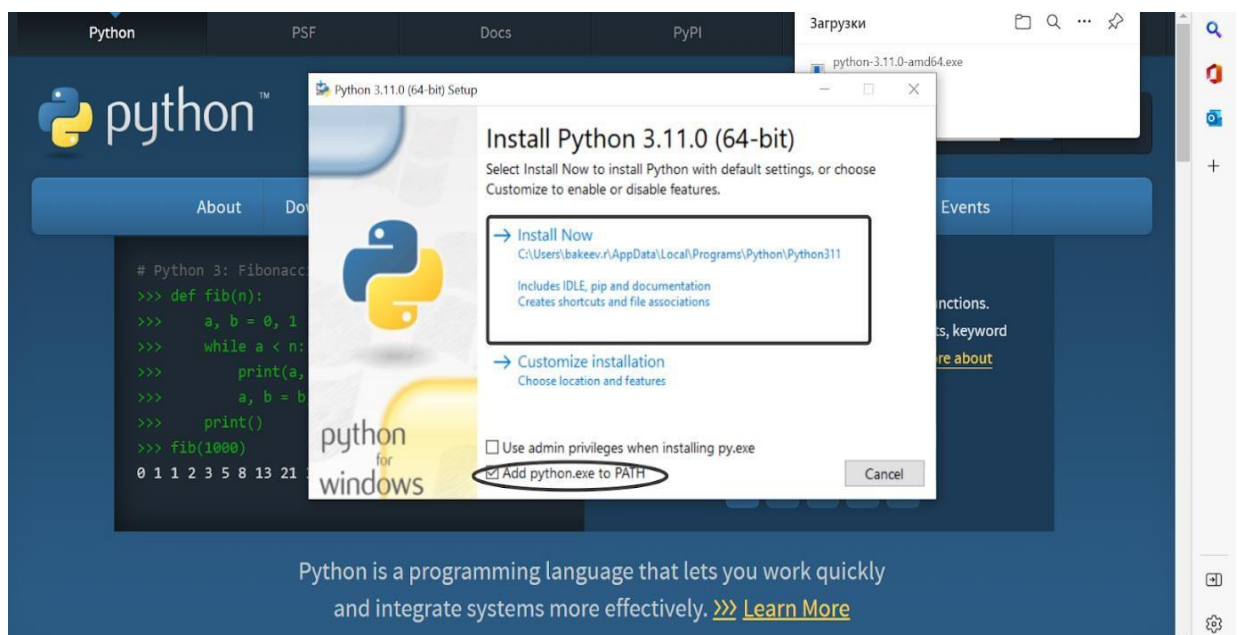 Python
PSF
Docs
PyPI
Загрузки
python-3.11.0-amd64.exe
python™
Python 3.11.0 (64-bit) Setup
Install Python 3.11.0 (64-bit)
Select Install Now to install Python with default settings, or choose
Customize to enable or disable features.
About
Dow
Events
→ Install Now
C:\Users\bakeev.r\AppData\Local\Programs\Python\Python311
Includes IDLE, pip and documentation
Creates shortcuts and file associations
→ Customize installation
Choose location and features
Use admin privileges when installing py.exe
Add python.exe to PATH
Cancel
python
for
windows
# Python 3: Fibonacc
>>> def fib(n):
>>> a, b = 0, 1
>>> while a < n:
>>> print(a,
>>> a, b = b
>>> print()
>>> fib(1000)
0 1 1 2 3 5 8 13 21
nctions.
s, keyword
re about
Python is a programming language that lets you work quickly
and integrate systems more effectively. >>> Learn More